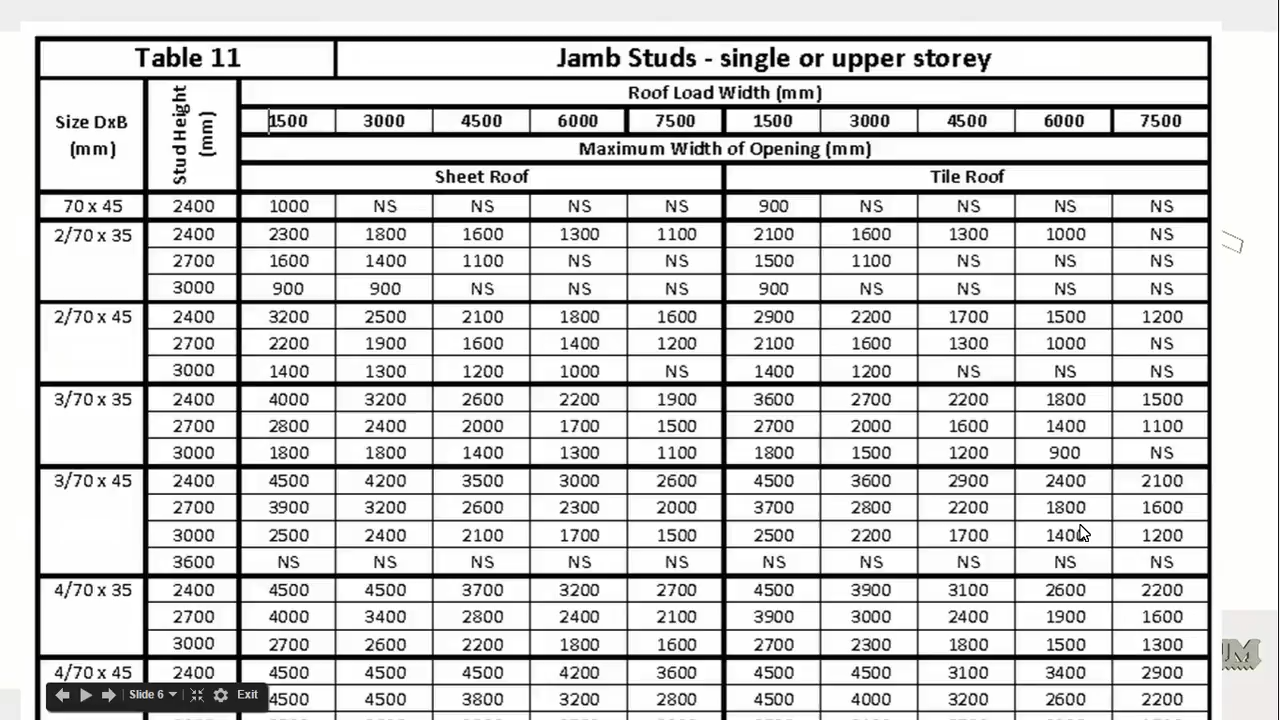 Table 11 Jamb Studs - single or upper storey
Size DxB (mm) Stud Height (mm) Roof Load Width (mm)
1500 3000 4500 6000 7500 1500 3000 4500 6000 7500
Maximum Width of Opening (mm)
Sheet Roof Tile Roof
70 x 45 2400 1000 NS NS NS NS 900 NS NS NS NS
2/70 x 35 2400 2300 1800 1600 1300 1100 2100 1600 1300 1000 NS
2700 1600 1400 1100 NS NS 1500 1100 NS NS NS
3000 900 900 NS NS NS 900 NS NS NS NS
2/70 x 45 2400 3200 2500 2100 1800 1600 2900 2200 1700 1500 1200
2700 2200 1900 1600 1400 1200 2100 1600 1300 1000 NS
3000 1400 1300 1200 1000 NS 1400 1200 NS NS NS
3/70 x 35 2400 4000 3200 2600 2200 1900 3600 2700 2200 1800 1500
2700 2800 2400 2000 1700 1500 2700 2000 1600 1400 1100
3000 1800 1800 1400 1300 1100 1800 1500 1200 900 NS
3/70 x 45 2400 4500 4200 3500 3000 2600 4500 3600 2900 2400 2100
2700 3900 3200 2600 2300 2000 3700 2800 2200 1800 1600
3000 2500 2400 2100 1700 1500 2500 2200 1700 1400 1200
3600 NS NS NS NS NS NS NS NS NS NS
4/70 x 35 2400 4500 4500 3700 3200 2700 4500 3900 3100 2600 2200
2700 4000 3400 2800 2400 2100 3900 3000 2400 1900 1600
3000 2700 2600 2200 1800 1600 2700 2300 1800 1500 1300
4/70 x 45 2400 4500 4500 4500 4200 3600 4500 4500 3100 3400 2900
4500 4500 3800 3200 2800 4500 4000 3200 2600 2200
Slide 6 Exit